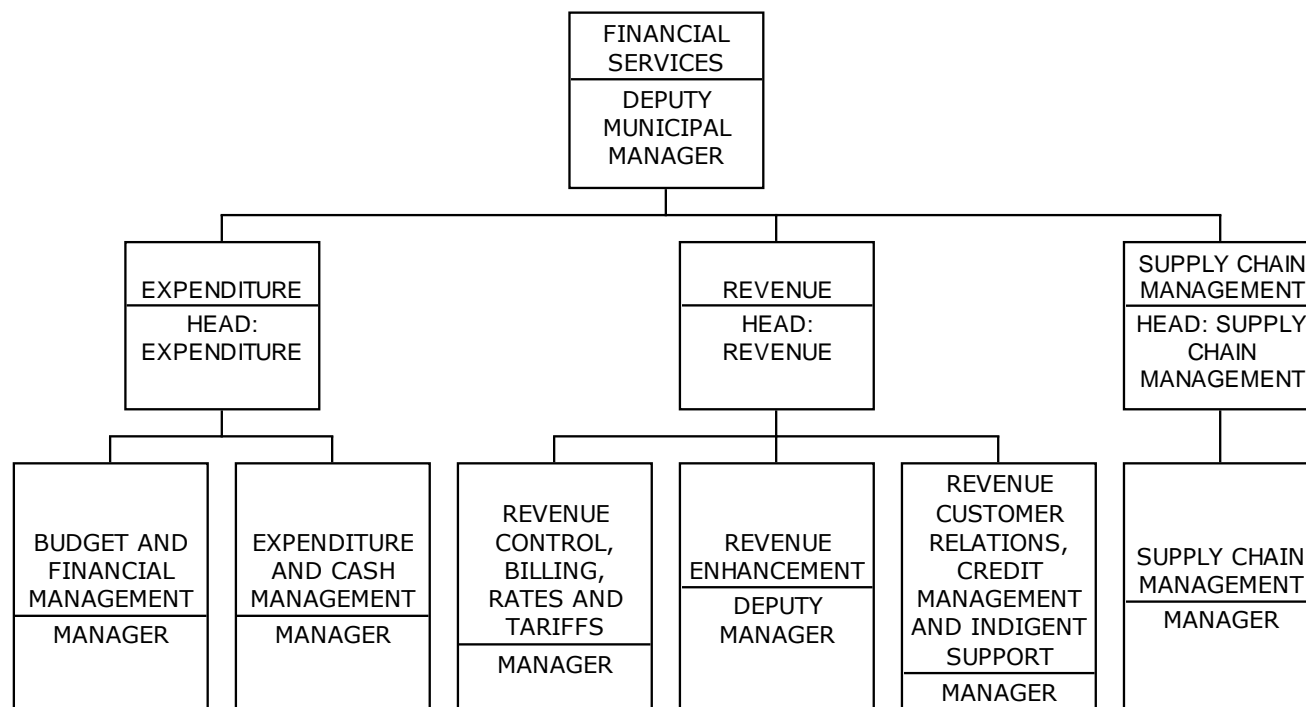 FINANCIAL
SERVICES
DEPUTY
MUNICIPAL
MANAGER
EXPENDITURE
HEAD:
EXPENDITURE
REVENUE
HEAD:
REVENUE
SUPPLY CHAIN
MANAGEMENT
HEAD: SUPPLY
CHAIN
MANAGEMENT
BUDGET AND
FINANCIAL
MANAGEMENT
MANAGER
EXPENDITURE
AND CASH
MANAGEMENT
MANAGER
REVENUE
CONTROL,
BILLING,
RATES AND
TARIFFS
MANAGER
REVENUE
ENHANCEMENT
DEPUTY
MANAGER
REVENUE
CUSTOMER
RELATIONS,
CREDIT
MANAGEMENT
AND INDIGENT
SUPPORT
MANAGER
SUPPLY CHAIN
MANAGEMENT
MANAGER